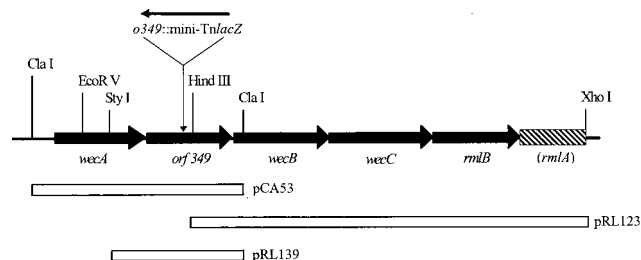 o349::mini-TnlacZ
Cla I
EcoR V
Hind III
Sty I
Cla I
Xho I
wecA orf 349 wecB wecC rmlB (rmlA)
pCA53
pRL123
pRL139